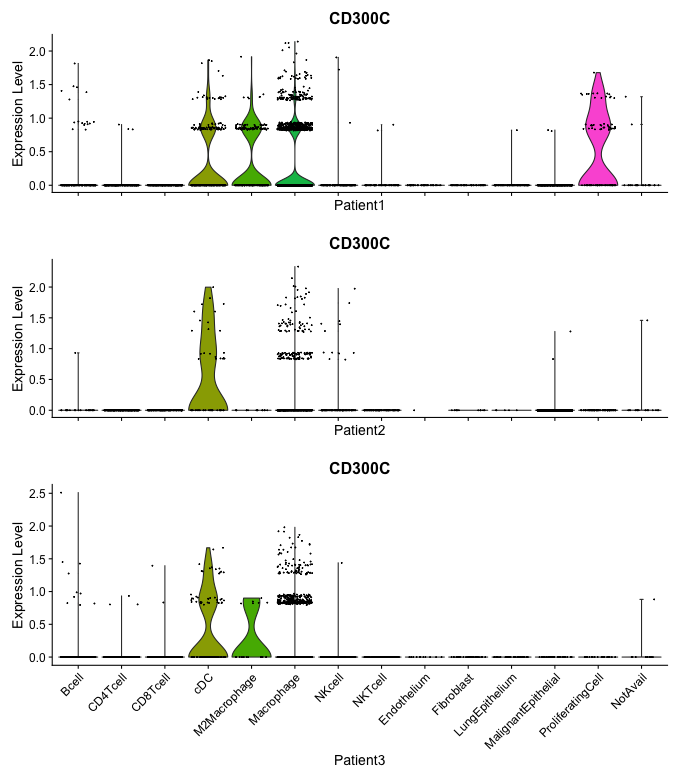 CD300C
Expression Level
2.0
1.5
1.0
0.5
0.0
Patient1
CD300C
Expression Level
2.0
1.5
1.0
0.5
0.0
Patient2
CD300C
Expression Level
2.5
2.0
1.5
1.0
0.5
0.0
Bcell
CD4Tcell
CD8Tcell
cDC
M2Macrophage
Macrophage
NKcell
NKTcell
Endothelium
Fibroblast
LungEpithelium
MalignantEpithelial
ProliferatingCell
NotAvail
Patient3